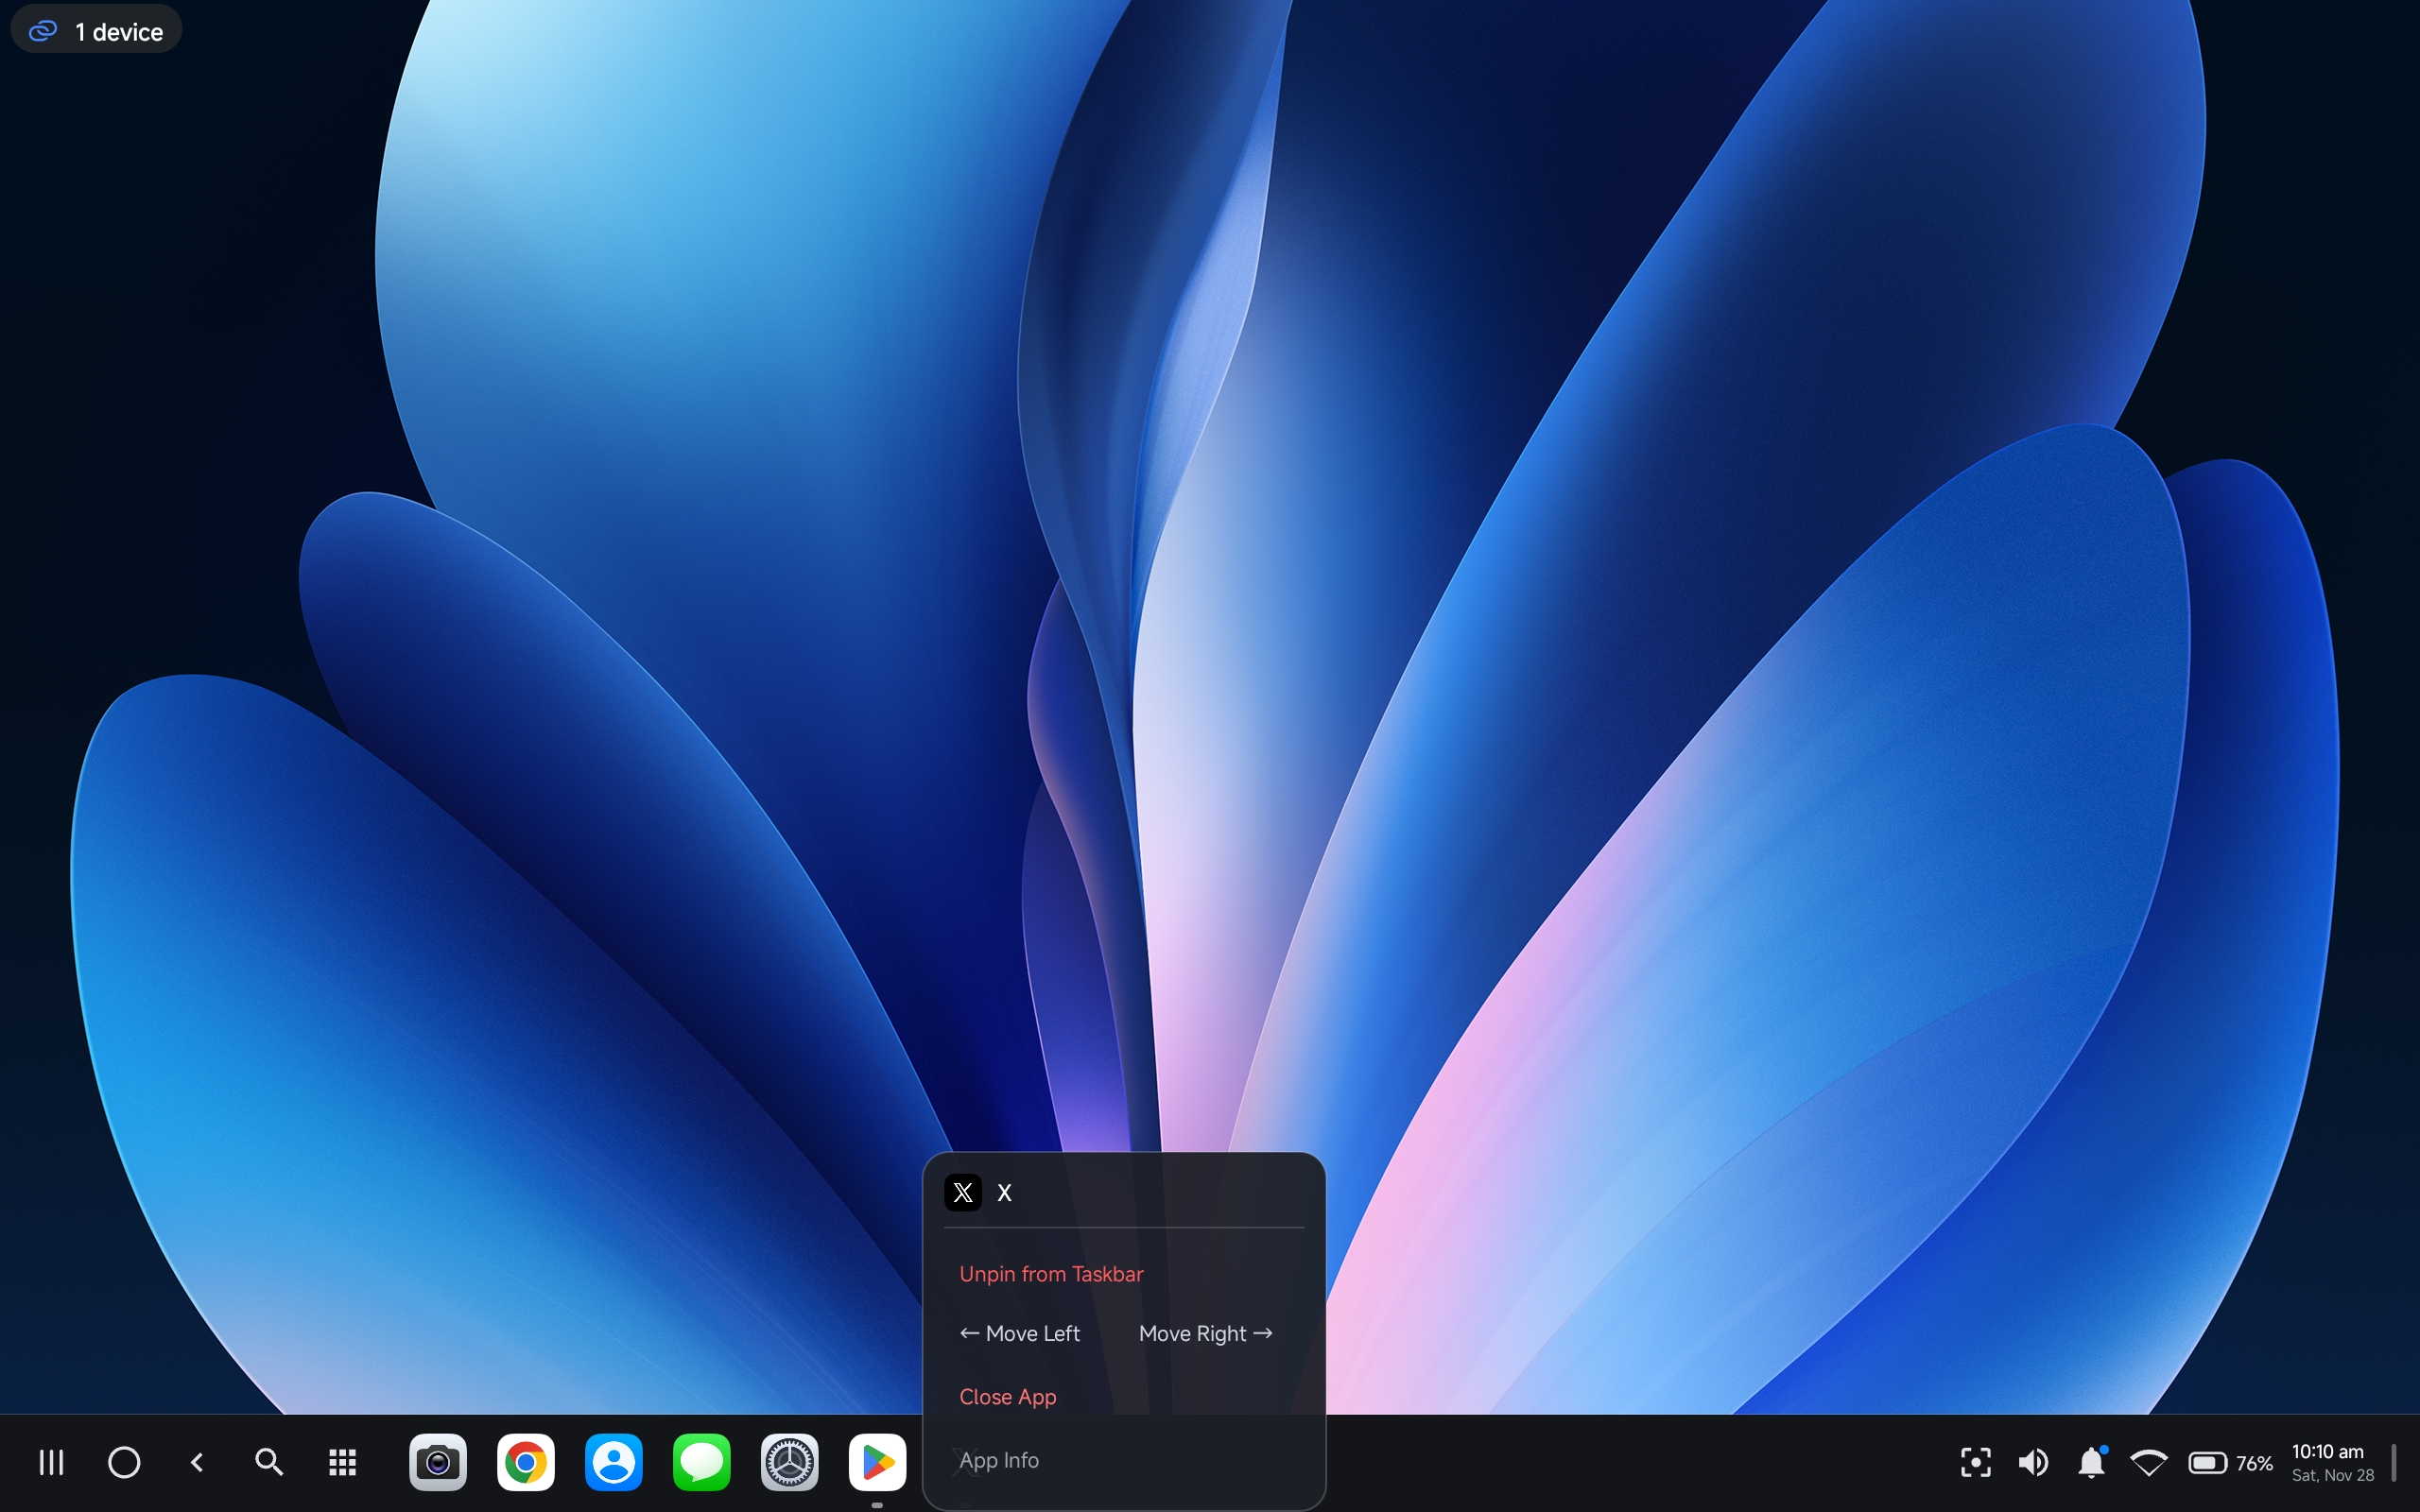 1 device
X
Unpin from Taskbar
← Move Left Move Right →
Close App
App Info
76%
10:10 am
Sat, Nov 28